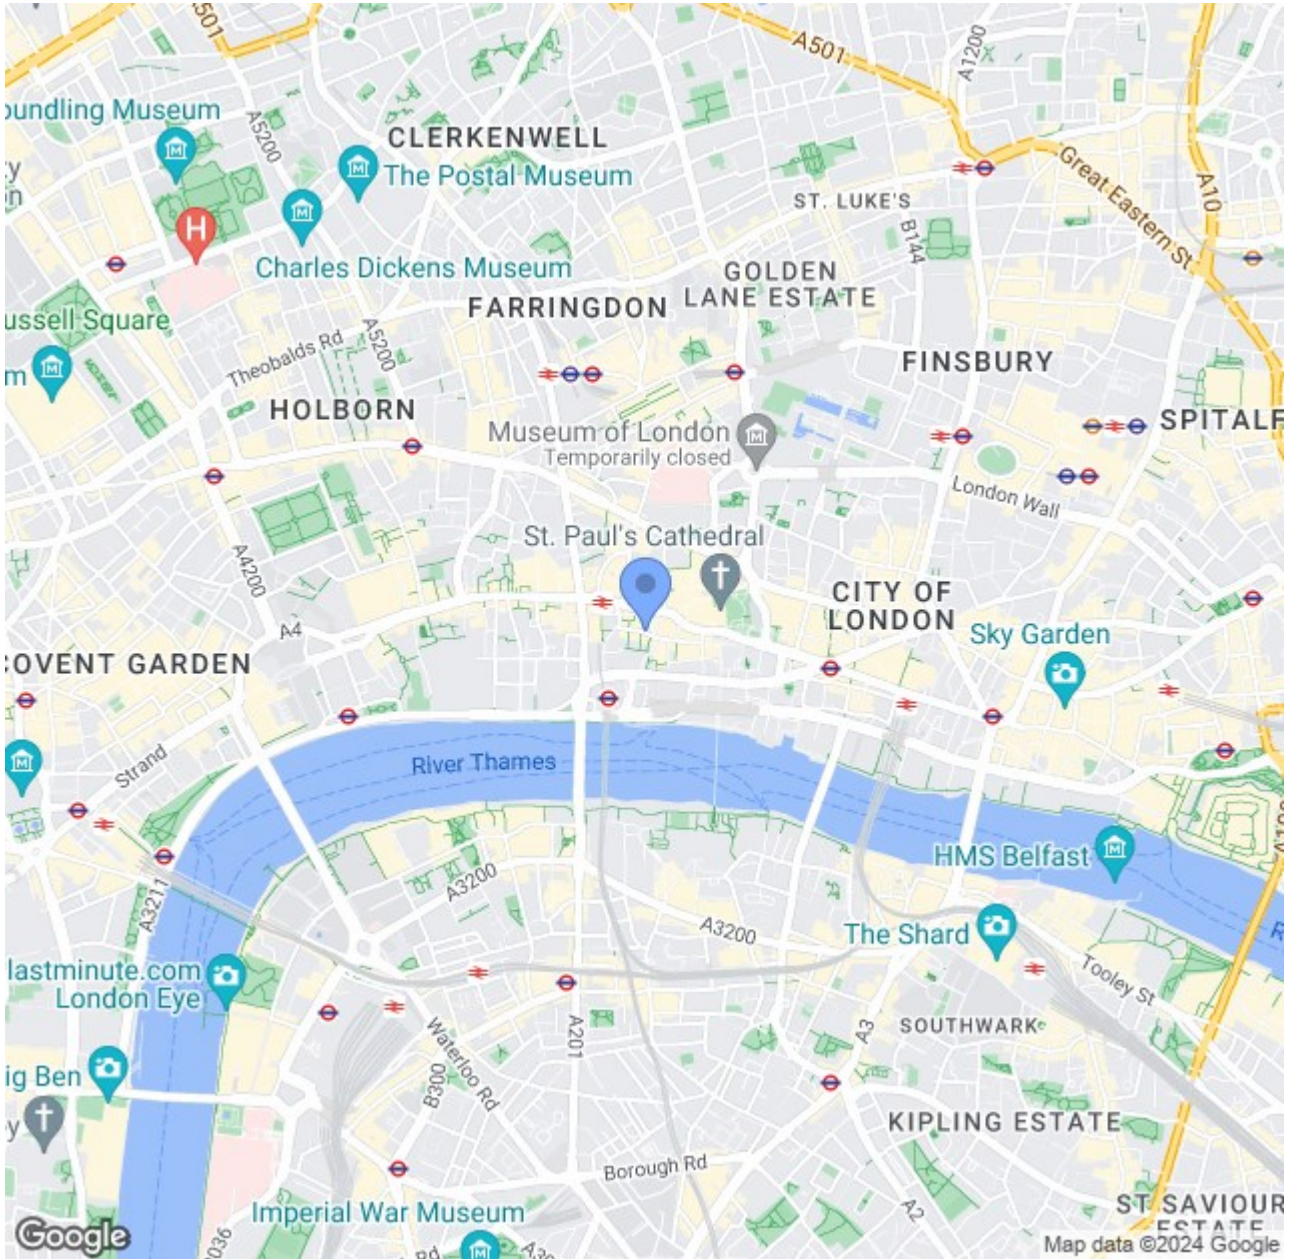 A501
A501
A1200
oundling Museum
A5200
CLERKENWELL
The Postal Museum
Great Eastern St
A10
ST. LUKE'S
B144
H
Charles Dickens Museum
GOLDEN
LANE ESTATE
FARRINGDON
ussell Square
Theobalds Rd
A5200
FINSBURY
m
HOLBORN
SPITALF
Museum of London
Temporarily closed
London Wall
St. Paul's Cathedral
A4200
CITY OF
LONDON
A4
Sky Garden
COVENT GARDEN
Strand
River Thames
HMS Belfast
A3200
A3211
A3200
The Shard
R
lastminute.com
London Eye
Tooley St
A201
A3
SOUTHWARK
Waterloo Rd
B300
ig Ben
y
KIPLING ESTATE
Borough Rd
A2
Imperial War Museum
ST SAVIOUR
ESTATE
Google
Map data ©2024 Google